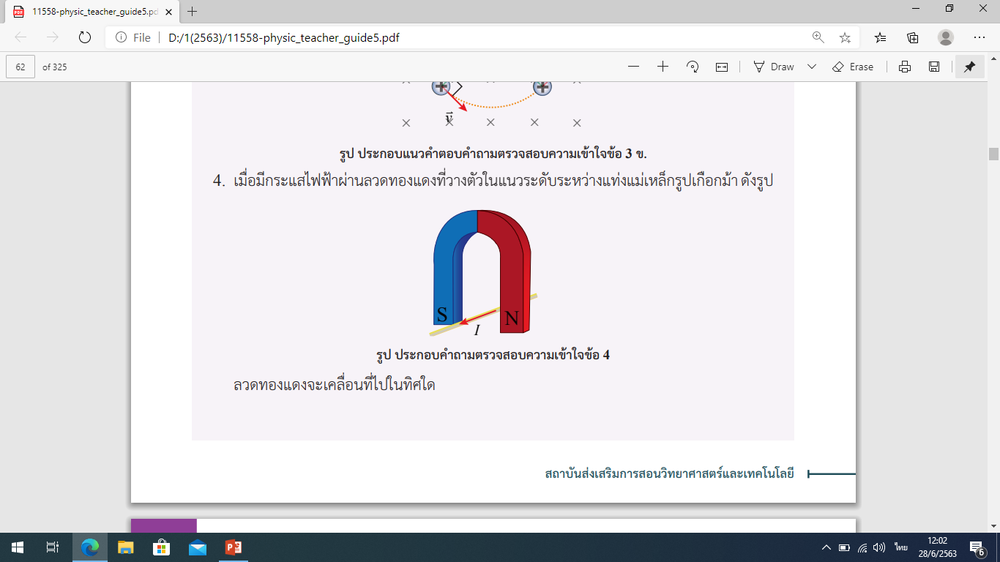 11558-physic_teacher_guide5.pd
File D:/1(2563)/11558-physic_teacher_guide5.pdf
62 of 325 Draw Erase
v
รูป ประกอบแนวคำตอบคำถามตรวจสอบความเข้าใจข้อ 3 ข.
4. เมื่อมีกระแสไฟฟ้าผ่านลวดทองแดงที่วางตัวในแนวระดับระหว่างแท่งแม่เหล็กรูปเกือกม้า ดังรูป
S N
I
รูป ประกอบคำถามตรวจสอบความเข้าใจข้อ 4
ลวดทองแดงจะเคลื่อนที่ไปในทิศใด
สถาบันส่งเสริมการสอนวิทยาศาสตร์และเทคโนโลยี
ไทย
12:02
28/6/2563
6